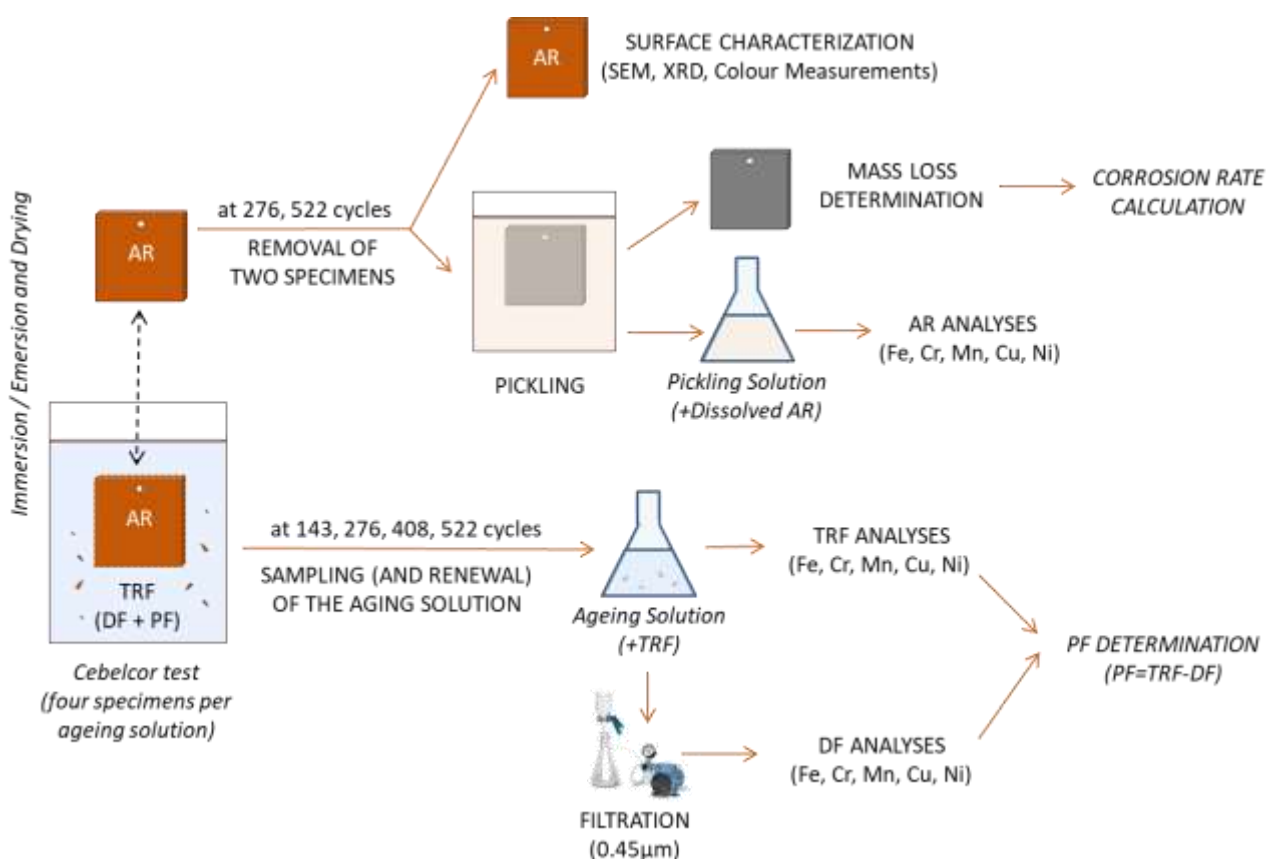 AR
SURFACE CHARACTERIZATION
(SEM, XRD, Colour Measurements)
Immersion / Emersion and Drying
AR
at 276, 522 cycles
REMOVAL OF
TWO SPECIMENS
MASS LOSS
DETERMINATION
CORROSION RATE
CALCULATION
PICKLING
Pickling Solution
(+Dissolved AR)
AR ANALYSES
(Fe, Cr, Mn, Cu, Ni)
AR
TRF
(DF + PF)
Cebelcor test
(four specimens per
ageing solution)
at 143, 276, 408, 522 cycles
SAMPLING (AND RENEWAL)
OF THE AGING SOLUTION
Ageing Solution
(+TRF)
TRF ANALYSES
(Fe, Cr, Mn, Cu, Ni)
PF DETERMINATION
(PF=TRF-DF)
FILTRATION
(0.45µm)
DF ANALYSES
(Fe, Cr, Mn, Cu, Ni)